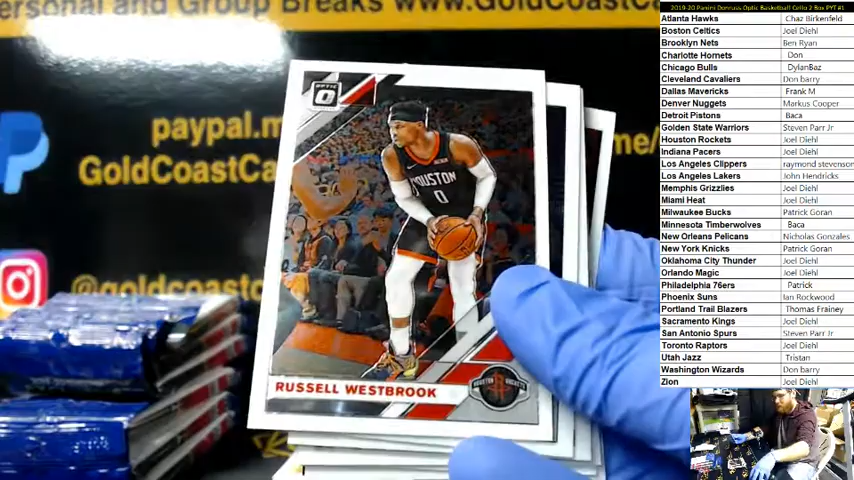 Personal and Group Breaks www.GoldCoastCa
2019-20 Panini Donruss Optic Basketball Cello 2 Box PYT #1
Atlanta Hawks Chaz Birkenfeld
Boston Celtics Joel Diehl
Brooklyn Nets Ben Ryan
Charlotte Hornets Don
Chicago Bulls DylanBaz
Cleveland Cavaliers Don barry
Dallas Mavericks Frank M
Denver Nuggets Markus Cooper
Detroit Pistons Baca
Golden State Warriors Steven Parr Jr
Houston Rockets Joel Diehl
Indiana Pacers Joel Diehl
Los Angeles Clippers raymond stevenson
Los Angeles Lakers John Hendricks
Memphis Grizzlies Joel Diehl
Miami Heat Joel Diehl
Milwaukee Bucks Patrick Goran
Minnesota Timberwolves Baca
New Orleans Pelicans Nicholas Gonzales
New York Knicks Patrick Goran
Oklahoma City Thunder Joel Diehl
Orlando Magic Joel Diehl
Philadelphia 76ers Patrick
Phoenix Suns Ian Rockwood
Portland Trail Blazers Thomas Frainey
Sacramento Kings Joel Diehl
San Antonio Spurs Steven Parr Jr
Toronto Raptors Joel Diehl
Utah Jazz Tristan
Washington Wizards Don barry
Zion Joel Diehl
paypal.m
me/
GoldCoastCa
@goldcoast
OPTIC
HOUSTON
0
RUSSELL WESTBROOK
HOUSTON ROCKETS